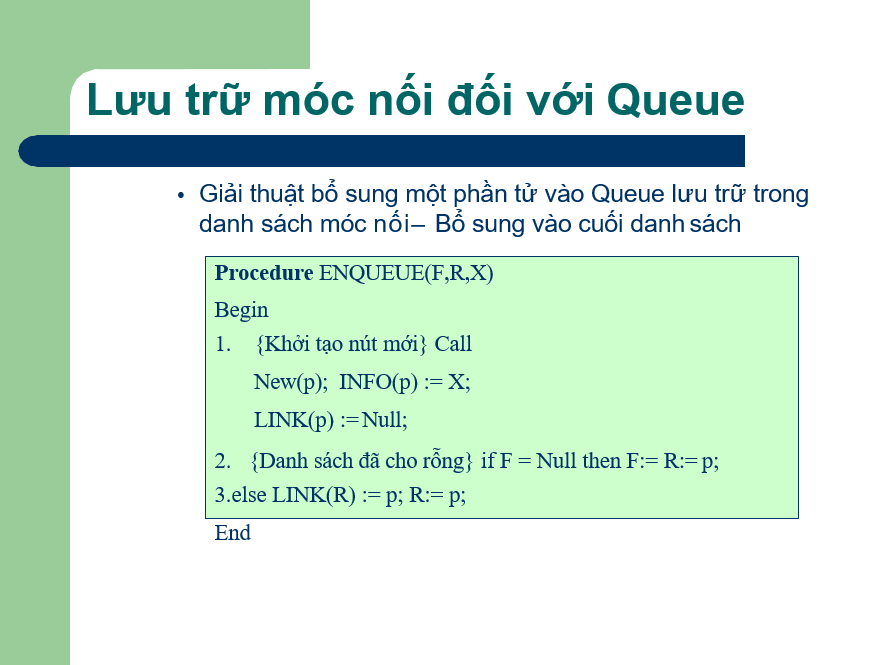 Lưu trữ móc nối đối với Queue
• Giải thuật bổ sung một phần tử vào Queue lưu trữ trong
danh sách móc nối– Bổ sung vào cuối danh sách
Procedure ENQUEUE(F,R,X)
Begin
1. {Khởi tạo nút mới} Call
New(p); INFO(p) := X;
LINK(p) := Null;
2. {Danh sách đã cho rỗng} if F = Null then F:= R:= p;
3.else LINK(R) := p; R:= p;
End